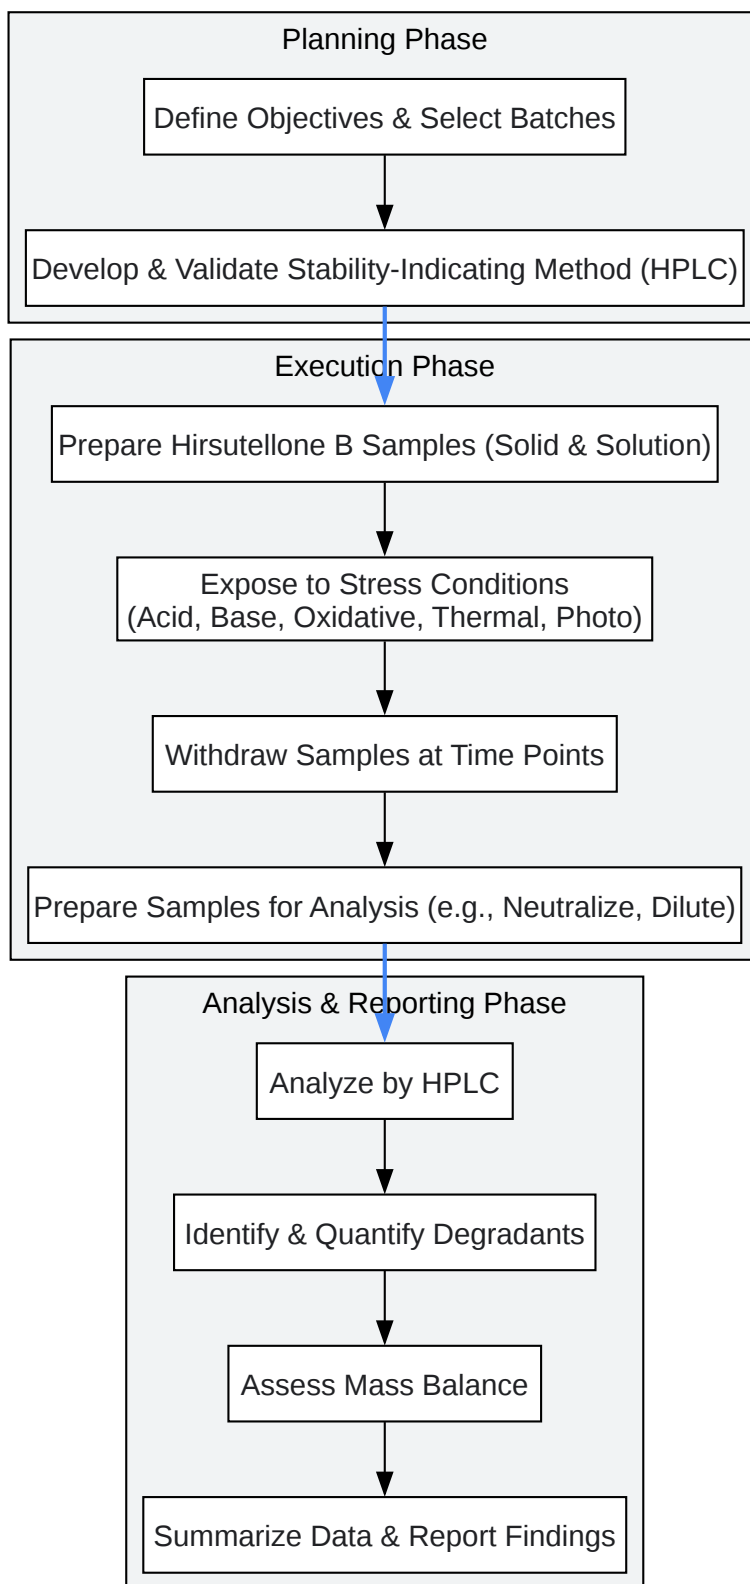 Planning Phase
Define Objectives & Select Batches
Develop & Validate Stability-Indicating Method (HPLC)
Execution Phase
Prepare Hirsutellone B Samples (Solid & Solution)
Expose to Stress Conditions
(Acid, Base, Oxidative, Thermal, Photo)
Withdraw Samples at Time Points
Prepare Samples for Analysis (e.g., Neutralize, Dilute)
Analysis & Reporting Phase
Analyze by HPLC
Identify & Quantify Degradants
Assess Mass Balance
Summarize Data & Report Findings